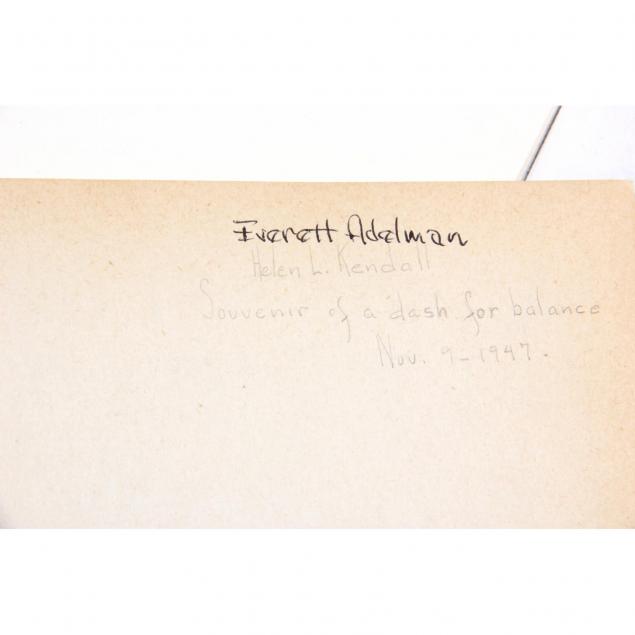 Everett Adelman
Helen L. Kendall
Souvenir of a dash for balance
Nov. 9-1947.